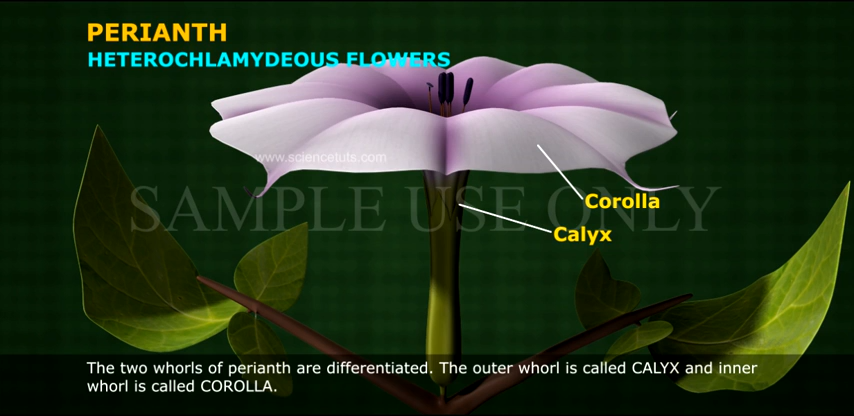 PERIANTH
HETEROCHLAMYDEOUS FLOWERS
www.sciencetuts.com
SAMPLE USE ONLY
Corolla
Calyx
The two whorls of perianth are differentiated. The outer whorl is called CALYX and inner
whorl is called COROLLA.